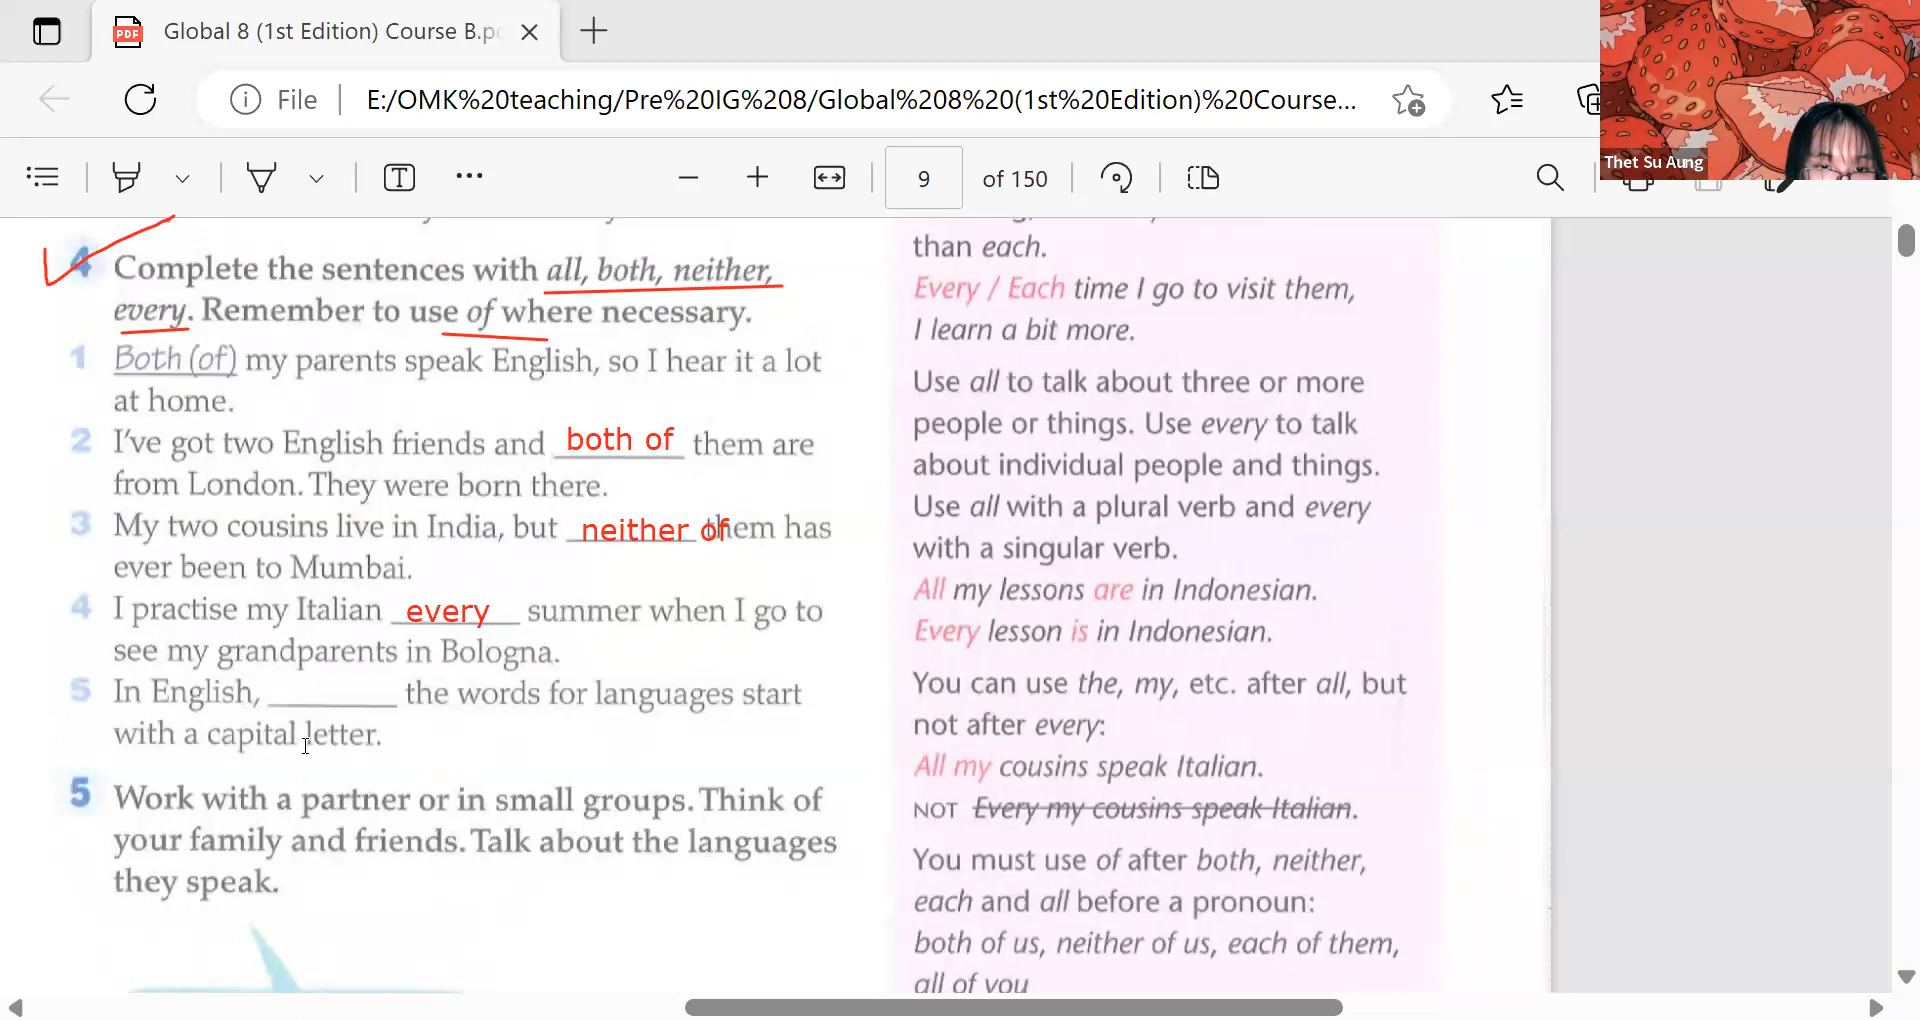 Global 8 (1st Edition) Course B.pd
File
E:/OMK%20teaching/Pre%20IG%208/Global%208%20(1st%20Edition)%20Course...
9 of 150
Thet Su Aung
4 Complete the sentences with all, both, neither,
every. Remember to use of where necessary.
1 Both (of) my parents speak English, so I hear it a lot
at home.
2 I've got two English friends and both of them are
from London. They were born there.
3 My two cousins live in India, but neither of them has
ever been to Mumbai.
4 I practise my Italian every summer when I go to
see my grandparents in Bologna.
5 In English, __________ the words for languages start
with a capital letter.
5 Work with a partner or in small groups. Think of
your family and friends. Talk about the languages
they speak.
than each.
Every / Each time I go to visit them,
I learn a bit more.
Use all to talk about three or more
people or things. Use every to talk
about individual people and things.
Use all with a plural verb and every
with a singular verb.
All my lessons are in Indonesian.
Every lesson is in Indonesian.
You can use the, my, etc. after all, but
not after every:
All my cousins speak Italian.
NOT Every my cousins speak Italian.
You must use of after both, neither,
each and all before a pronoun:
both of us, neither of us, each of them,
all of you